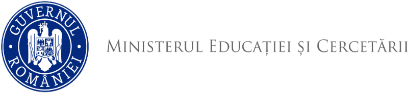 GUVERNUL
ROMÂNIEI
MINISTERUL EDUCAȚIEI ȘI CERCETĂRII